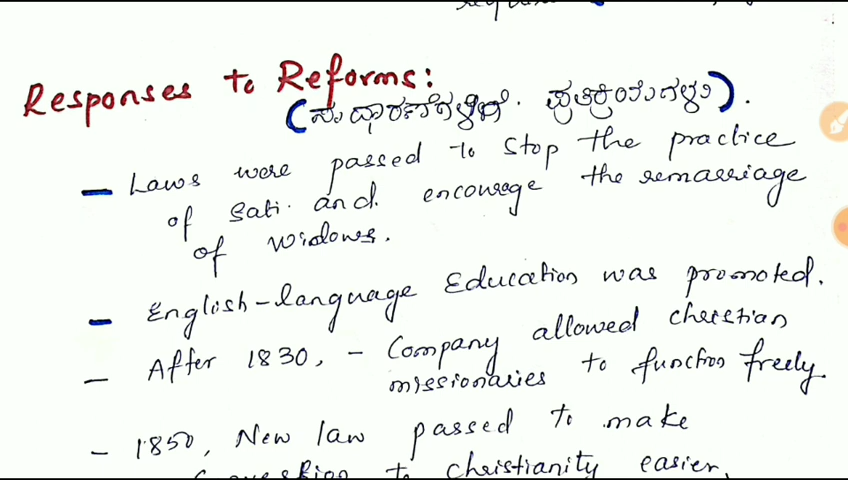 Responses to Reforms:
(ಸುಧಾರಣೆಗಳಿಗೆ ಪ್ರತಿಕ್ರಿಯೆಗಳು).
– Laws were passed to stop the practice
of Sati. and encourage the remarriage
of widows.
– English-language Education was promoted.
– After 1830, – Company allowed christian
missionaries to function freely.
– 1850, New law passed to make
to christianity easier,